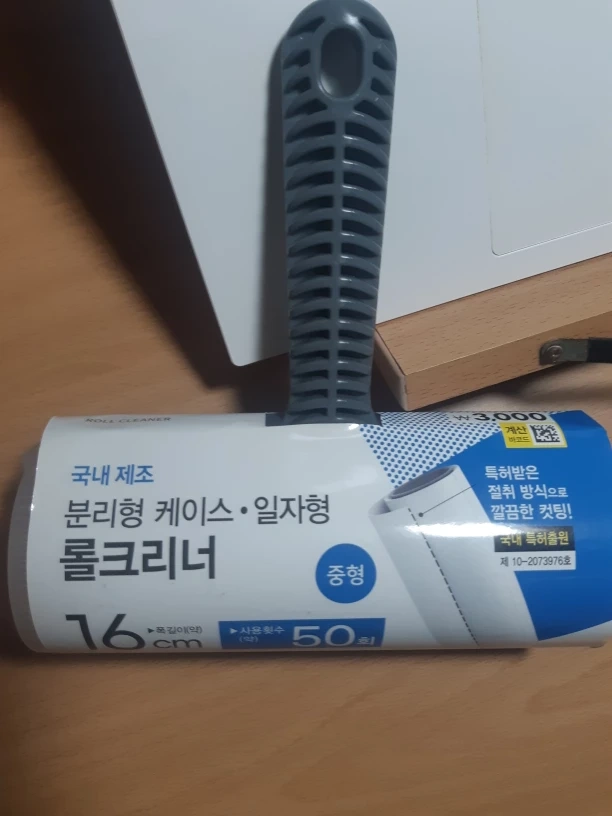 ROLL CLEANER
₩3,000
계산
바코드
국내 제조
분리형 케이스·일자형
롤크리너
중형
16cm
▶폭길이(약)
▶사용횟수
(약)
50회
특허받은
절취 방식으로
깔끔한 컷팅!
국내 특허출원
제 10-2073976호